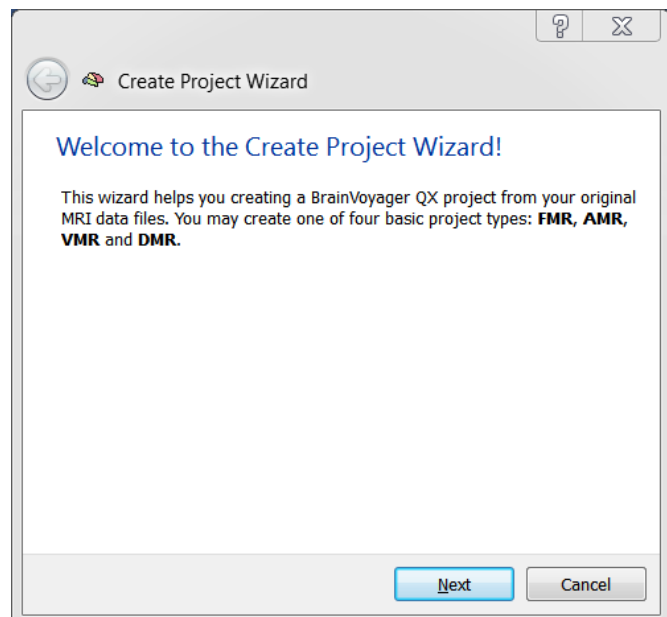 Create Project Wizard
Welcome to the Create Project Wizard!
This wizard helps you creating a BrainVoyager QX project from your original
MRI data files. You may create one of four basic project types: FMR, AMR,
VMR and DMR.
Next
Cancel